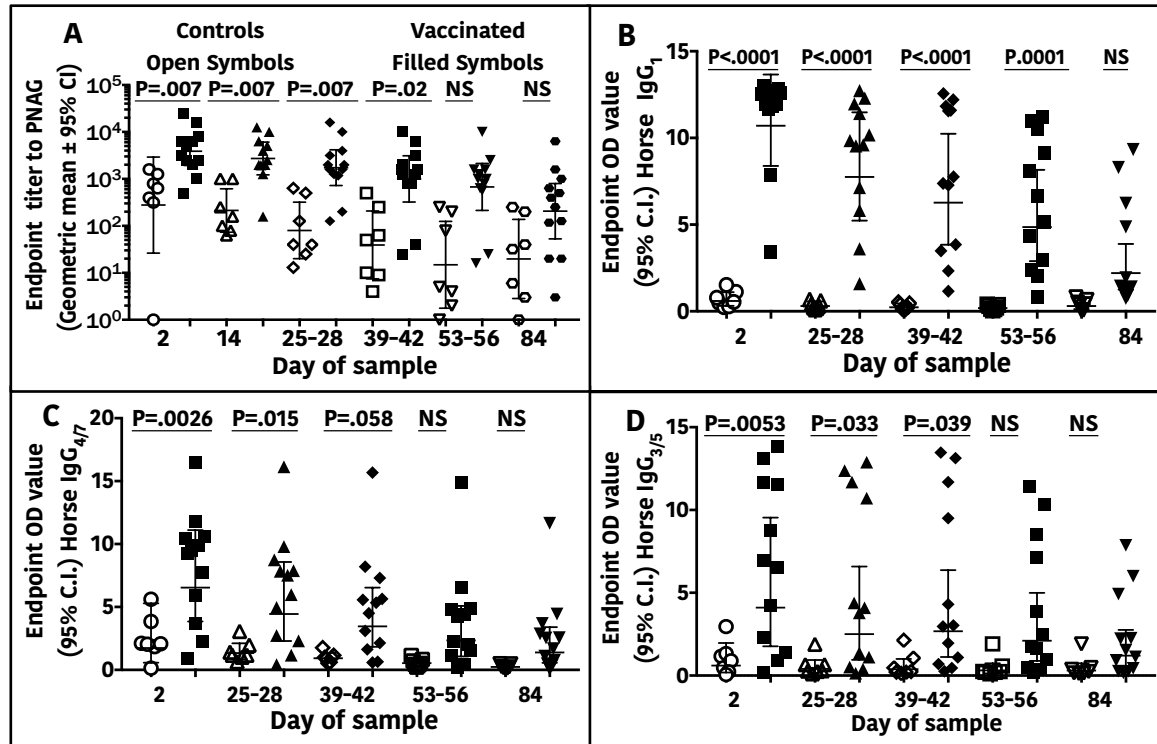 A
Controls Vaccinated
Open Symbols Filled Symbols
P=.007 P=.007 P=.007 P=.02 NS NS
Endpoint titer to PNAG
(Geometric mean ± 95% CI)
10⁵
10⁴
10³
10²
10¹
10⁰
2 14 25-28 39-42 53-56 84
Day of sample
B
P<.0001 P<.0001 P<.0001 P.0001 NS
Endpoint OD value
(95% C.I.) Horse IgG₁
15
10
5
0
2 25-28 39-42 53-56 84
Day of sample
C
P=.0026 P=.015 P=.058 NS NS
Endpoint OD value
(95% C.I.) Horse IgG₄/₇
20
15
10
5
0
2 25-28 39-42 53-56 84
Day of sample
D
P=.0053 P=.033 P=.039 NS NS
Endpoint OD value
(95% C.I.) Horse IgG₃/₅
15
10
5
0
2 25-28 39-42 53-56 84
Day of sample